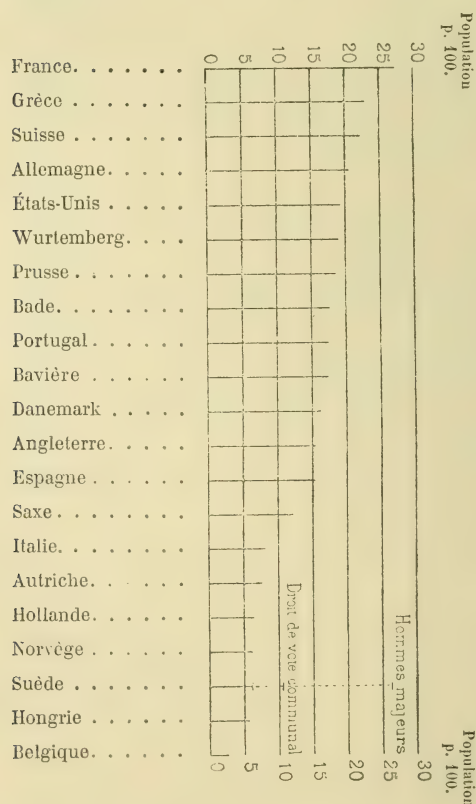 Population
p. 100.
0 5 10 15 20 25 30
France. . . . . . .
Grèce . . . . . . .
Suisse . . . . . . .
Allemagne. . . . .
États-Unis . . . . .
Wurtemberg. . . .
Prusse . . . . . . .
Bade. . . . . . . .
Portugal . . . . . .
Bavière . . . . . .
Danemark . . . . .
Angleterre. . . . .
Espagne . . . . . .
Saxe . . . . . . . .
Italie. . . . . . . .
Autriche. . . . . .
Hollande. . . . . .
Norvège . . . . . .
Suède . . . . . . .
Hongrie . . . . . .
Belgique. . . . . .
Droit de vote communal
Hommes majeurs
0 5 10 15 20 25 30
Population
p. 100.